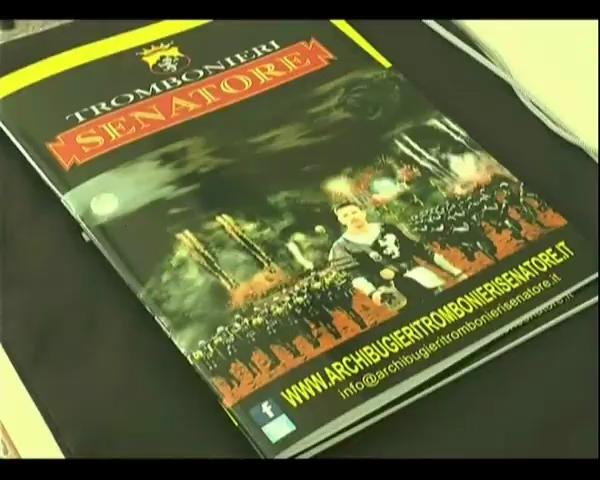 TROMBONIERI
SENATORE
WWW.ARCHIBUGIERITROMBONIERISENATORE.IT
info@archibugieritrombonierisenatore.it